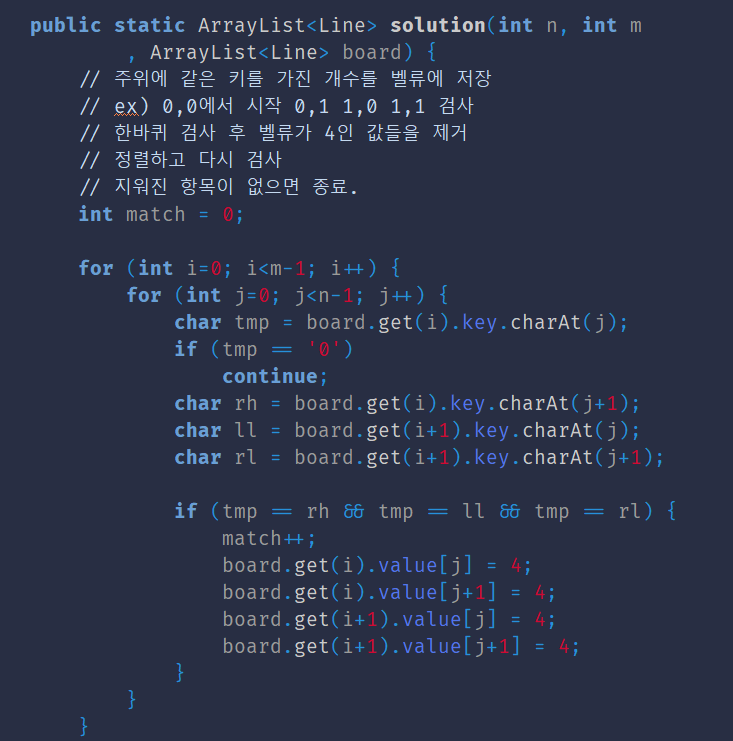 public static ArrayList<Line> solution(int n, int m
, ArrayList<Line> board) {
// 주위에 같은 키를 가진 개수를 벨류에 저장
// ex) 0,0에서 시작 0,1 1,0 1,1 검사
// 한바퀴 검사 후 벨류가 4인 값들을 제거
// 정렬하고 다시 검사
// 지워진 항목이 없으면 종료.
int match = 0;
for (int i=0; i<m-1; i++) {
for (int j=0; j<n-1; j++) {
char tmp = board.get(i).key.charAt(j);
if (tmp == '0')
continue;
char rh = board.get(i).key.charAt(j+1);
char ll = board.get(i+1).key.charAt(j);
char rl = board.get(i+1).key.charAt(j+1);
if (tmp == rh && tmp == ll && tmp == rl) {
match++;
board.get(i).value[j] = 4;
board.get(i).value[j+1] = 4;
board.get(i+1).value[j] = 4;
board.get(i+1).value[j+1] = 4;
}
}
}